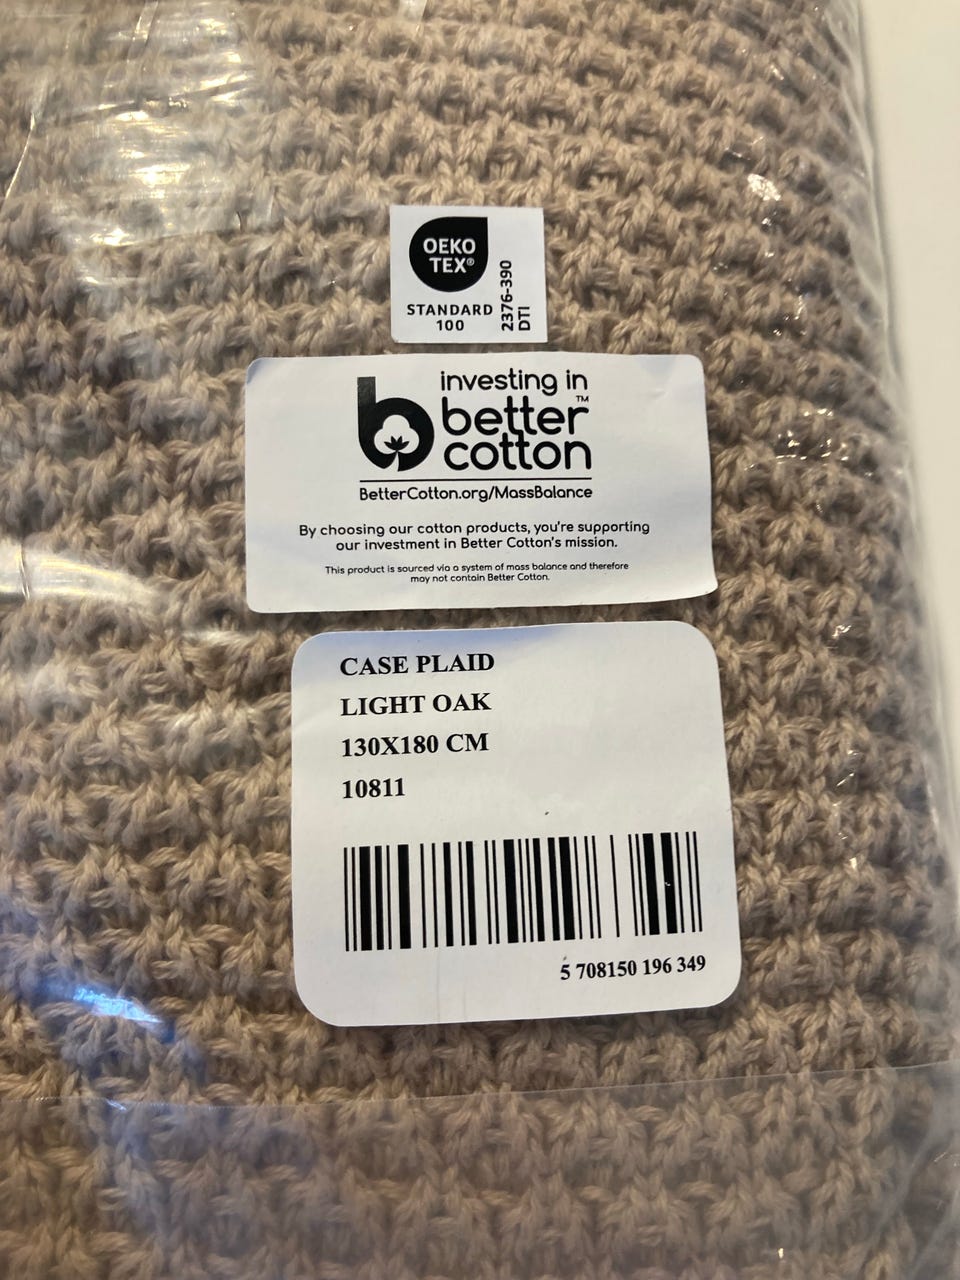 OEKO
TEX®
STANDARD
100
2376-390
DTI
investing in
better™
cotton
BetterCotton.org/MassBalance
By choosing our cotton products, you're supporting
our investment in Better Cotton's mission.
This product is sourced via a system of mass balance and therefore
may not contain Better Cotton.
CASE PLAID
LIGHT OAK
130X180 CM
10811
5 708150 196 349